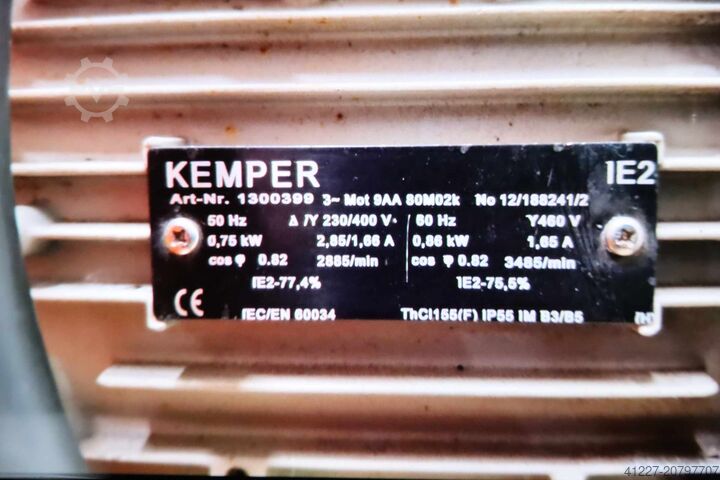 KEMPER IE2
Art-Nr. 1300399 3~ Mot 9AA 80M02k No 12/188241/2
50 Hz Δ/Y 230/400 V 60 Hz Y460 V
0,75 kW 2,85/1,66 A 0,86 kW 1,65 A
cos φ 0.82 2885/min cos φ 0.82 3485/min
IE2-77,4% IE2-75,5%
CE
IEC/EN 60034 ThCl155(F) IP55 IM B3/B5
41227-20797707